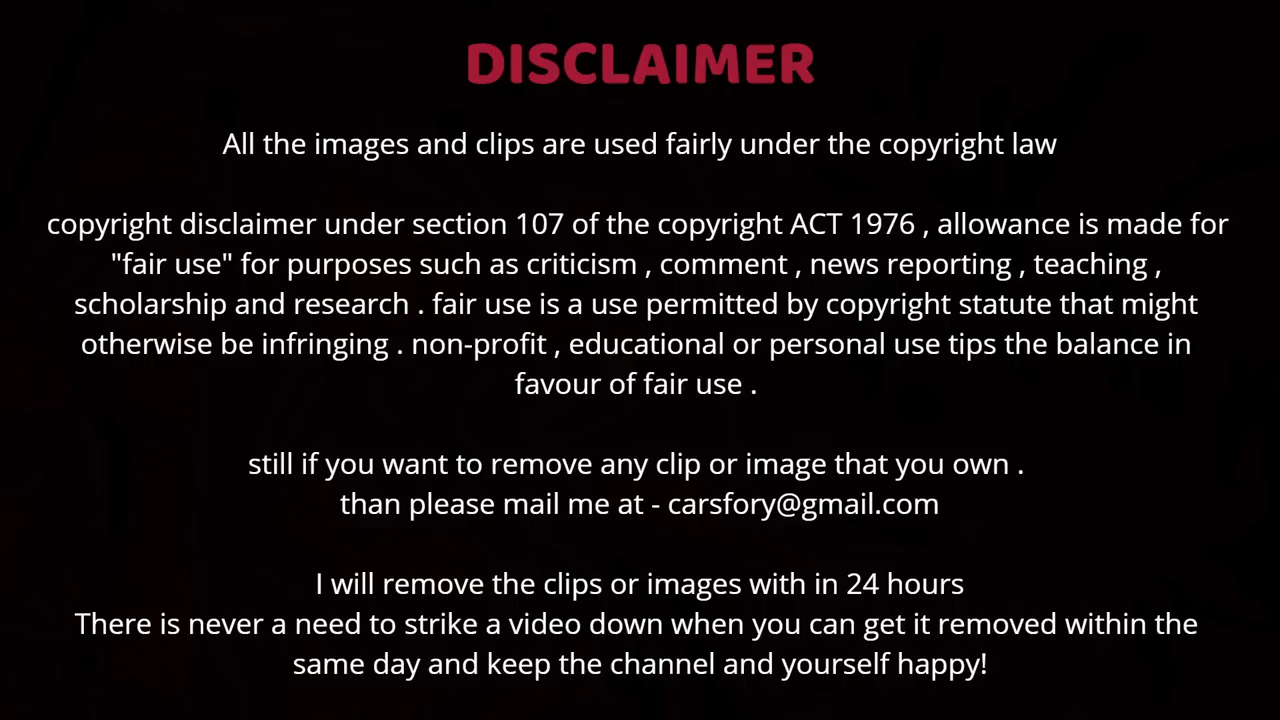 DISCLAIMER
All the images and clips are used fairly under the copyright law
copyright disclaimer under section 107 of the copyright ACT 1976 , allowance is made for
"fair use" for purposes such as criticism , comment , news reporting , teaching ,
scholarship and research . fair use is a use permitted by copyright statute that might
otherwise be infringing . non-profit , educational or personal use tips the balance in
favour of fair use .
still if you want to remove any clip or image that you own .
than please mail me at - carsfory@gmail.com
I will remove the clips or images with in 24 hours
There is never a need to strike a video down when you can get it removed within the
same day and keep the channel and yourself happy!